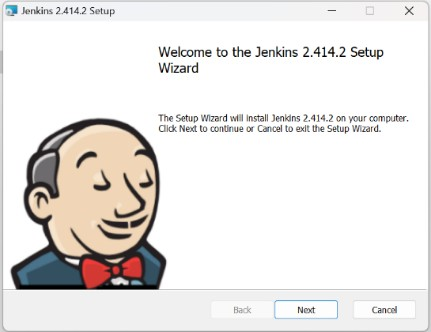 Jenkins 2.414.2 Setup
Welcome to the Jenkins 2.414.2 Setup
Wizard
The Setup Wizard will install Jenkins 2.414.2 on your computer.
Click Next to continue or Cancel to exit the Setup Wizard.
Back Next Cancel